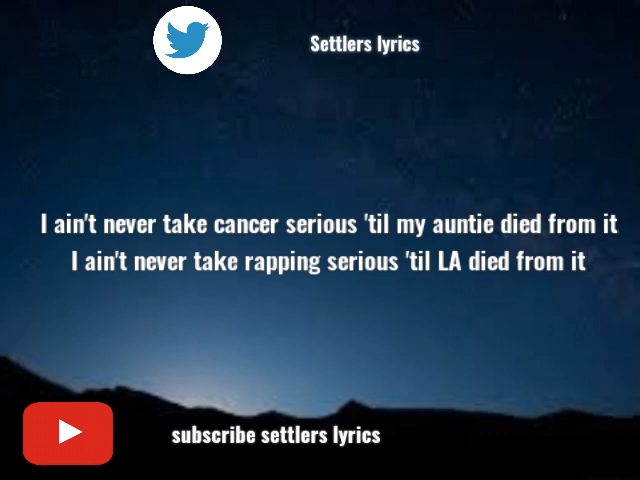 Settlers lyrics
I ain't never take cancer serious 'til my auntie died from it
I ain't never take rapping serious 'til LA died from it
subscribe settlers lyrics